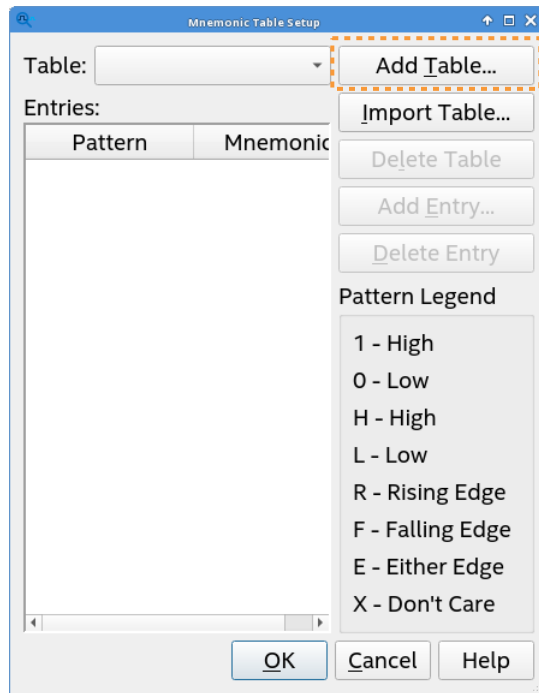 Mnemonic Table Setup
Table:
Add Table...
Entries:
Import Table...
Pattern Mnemonic
Delete Table
Add Entry...
Delete Entry
Pattern Legend
1 - High
0 - Low
H - High
L - Low
R - Rising Edge
F - Falling Edge
E - Either Edge
X - Don't Care
OK Cancel Help